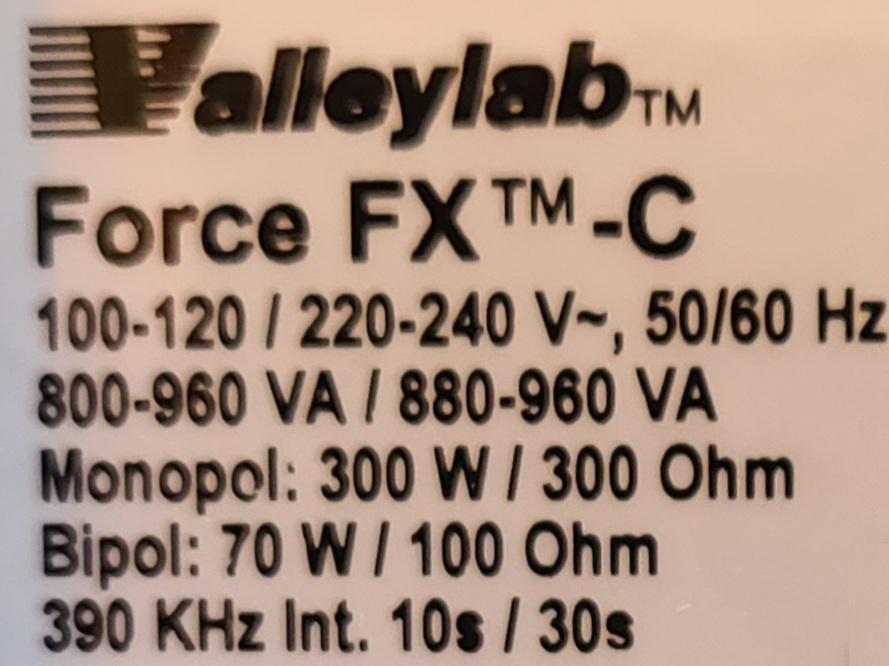 Valleylab™
Force FX™-C
100-120 / 220-240 V~, 50/60 Hz
800-960 VA / 880-960 VA
Monopol: 300 W / 300 Ohm
Bipol: 70 W / 100 Ohm
390 KHz Int. 10s / 30s